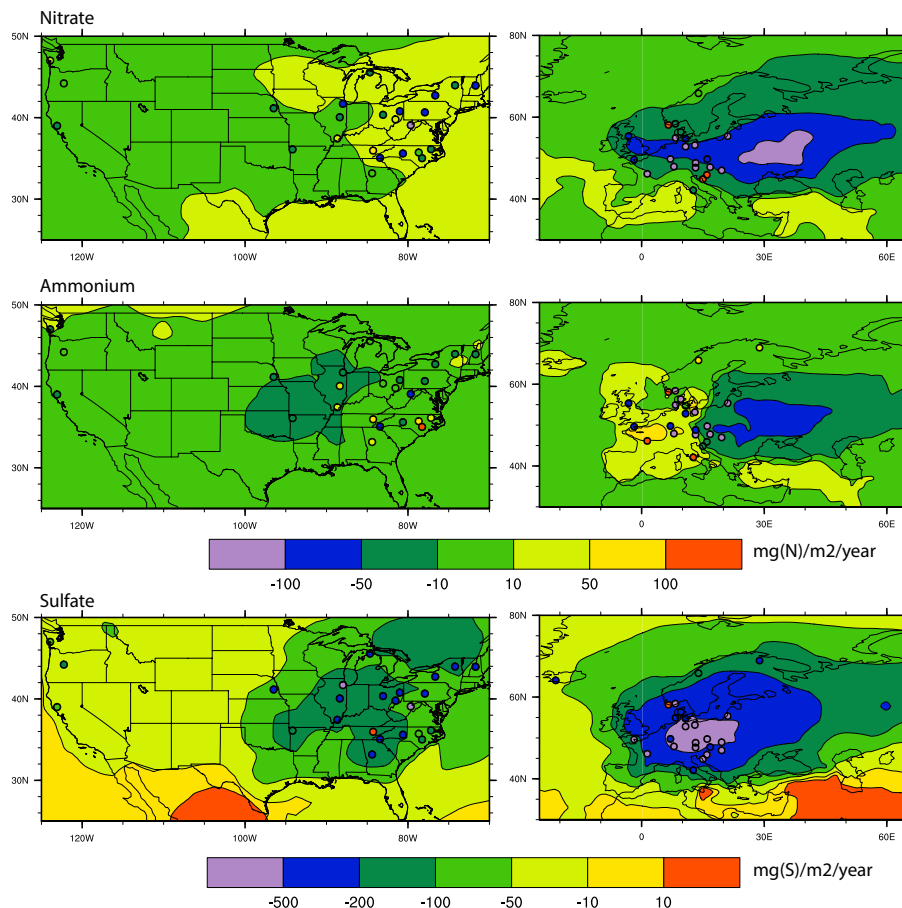 Nitrate
50N
40N
30N
120W
100W
80W
80N
60N
40N
0
30E
60E
Ammonium
50N
40N
30N
120W
100W
80W
80N
60N
40N
0
30E
60E
mg(N)/m2/year
-100
-50
-10
10
50
100
Sulfate
50N
40N
30N
120W
100W
80W
80N
60N
40N
0
30E
60E
mg(S)/m2/year
-500
-200
-100
-50
-10
10